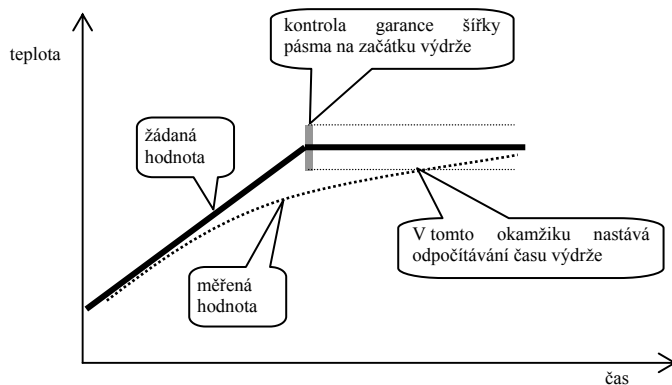 kontrola garance šířky
pásma na začátku výdrže
teplota
žádaná
hodnota
V tomto okamžiku nastává
odpočítávání času výdrže
měřená
hodnota
čas